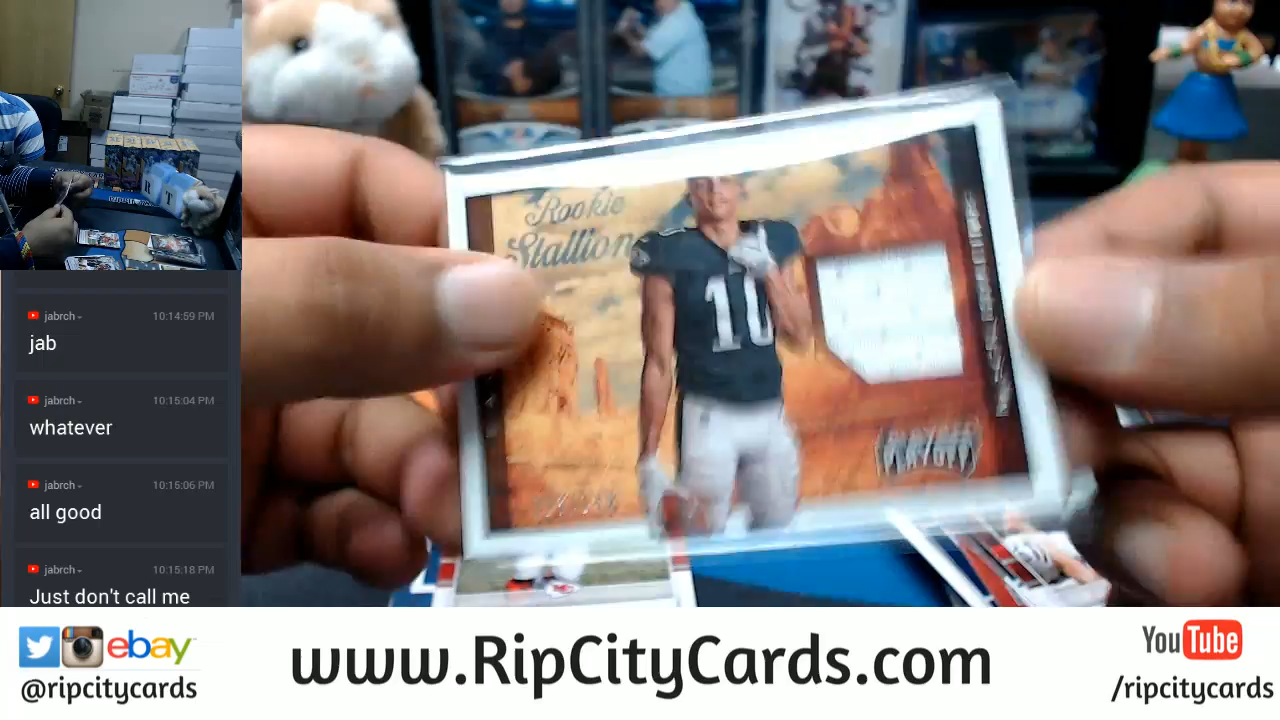 jabrch
10:14:59 PM
jab
jabrch
10:15:04 PM
whatever
jabrch
10:15:06 PM
all good
jabrch
10:15:18 PM
Just don't call me
Rookie
Stallion
10
ebay
@ripcitycards
www.RipCityCards.com
YouTube
/ripcitycards